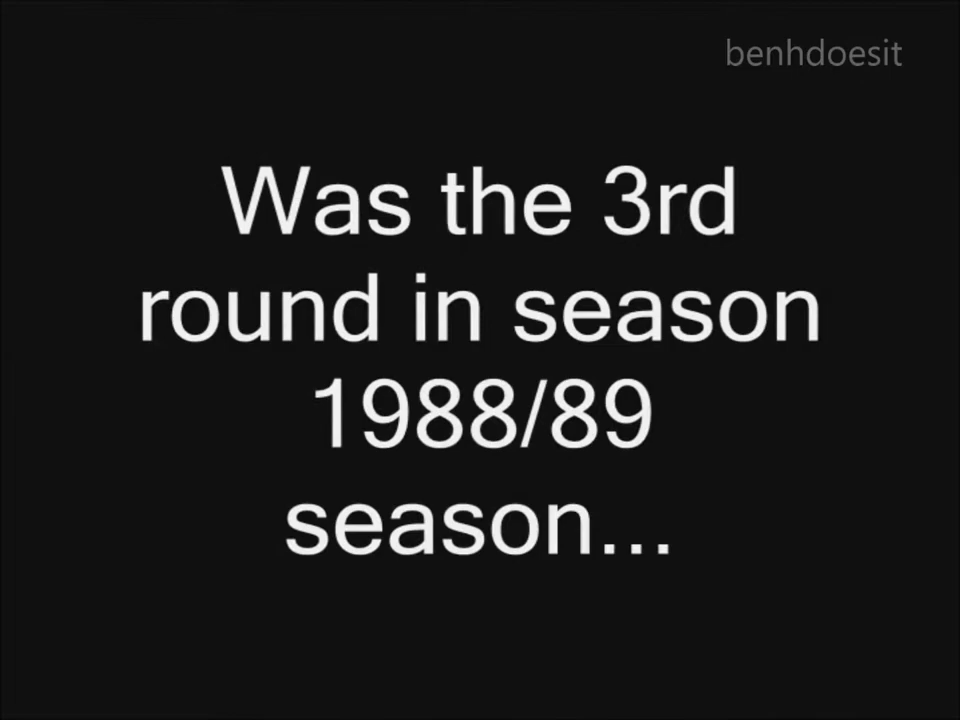 benhdoesit
Was the 3rd
round in season
1988/89
season...